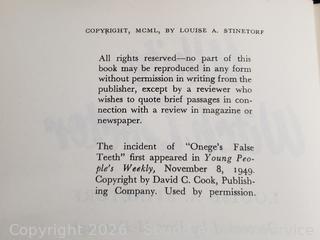 COPYRIGHT, MCML, BY LOUISE A. STINETORF
All rights reserved—no part of this
book may be reproduced in any form
without permission in writing from the
publisher, except by a reviewer who
wishes to quote brief passages in con-
nection with a review in magazine or
newspaper.
The incident of "Onege's False
Teeth" first appeared in Young Peo-
ple's Weekly, November 8, 1949.
Copyright by David C. Cook, Publish-
ing Company. Used by permission.
Copyright 2026